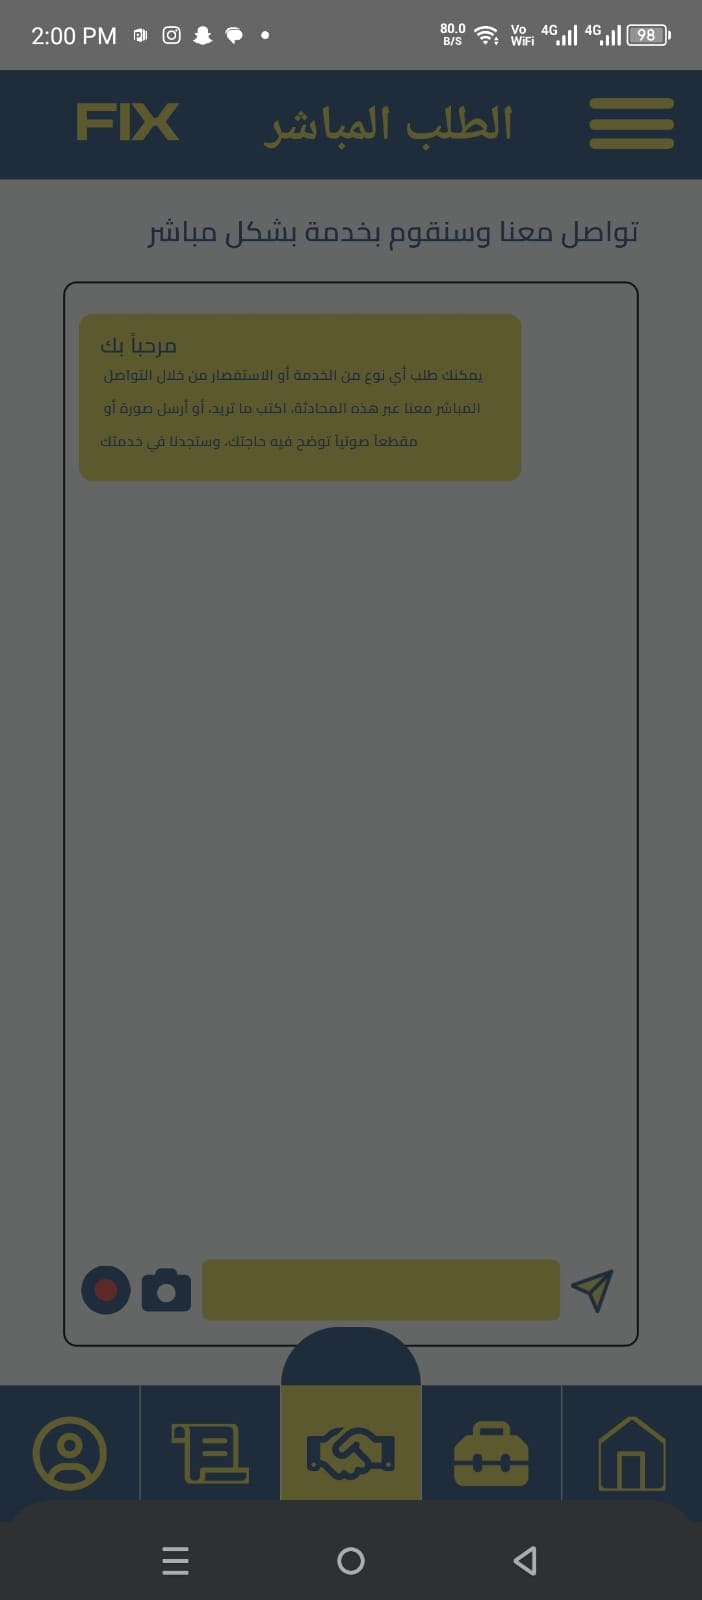 2:00 PM
80.0 B/S
Vo WiFi
4G
4G
98
الطلب المباشر
FIX
تواصل معنا وسنقوم بخدمة بشكل مباشر
مرحباً بك
يمكنك طلب أي نوع من الخدمة أو الاستفصار من خلال التواصل
المباشر معنا عبر هذه المحادثة، اكتب ما تريد، أو أرسل صورة أو
مقطعاً صوتياً توضح فيه حاجتك، وستجدنا في خدمتك